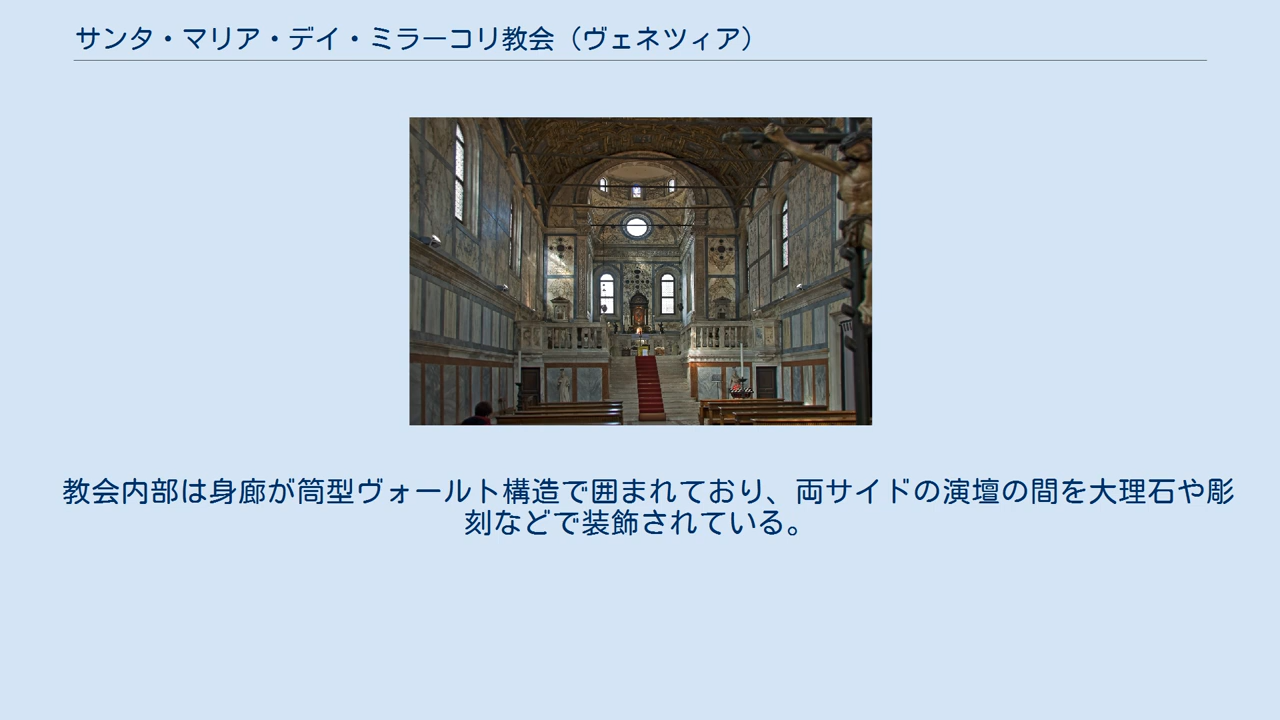 サンタ・マリア・デイ・ミラーコリ教会（ヴェネツィア）
教会内部は身廊が筒型ヴォールト構造で囲まれており、両サイドの演壇の間を大理石や彫
刻などで装飾されている。